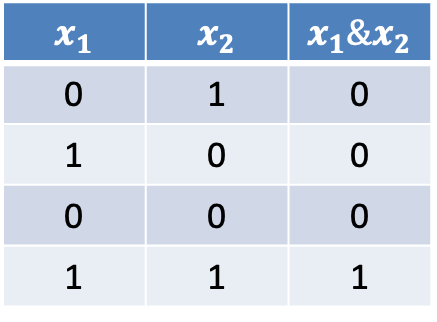 x₁ x₂ x₁&x₂
0 1 0
1 0 0
0 0 0
1 1 1